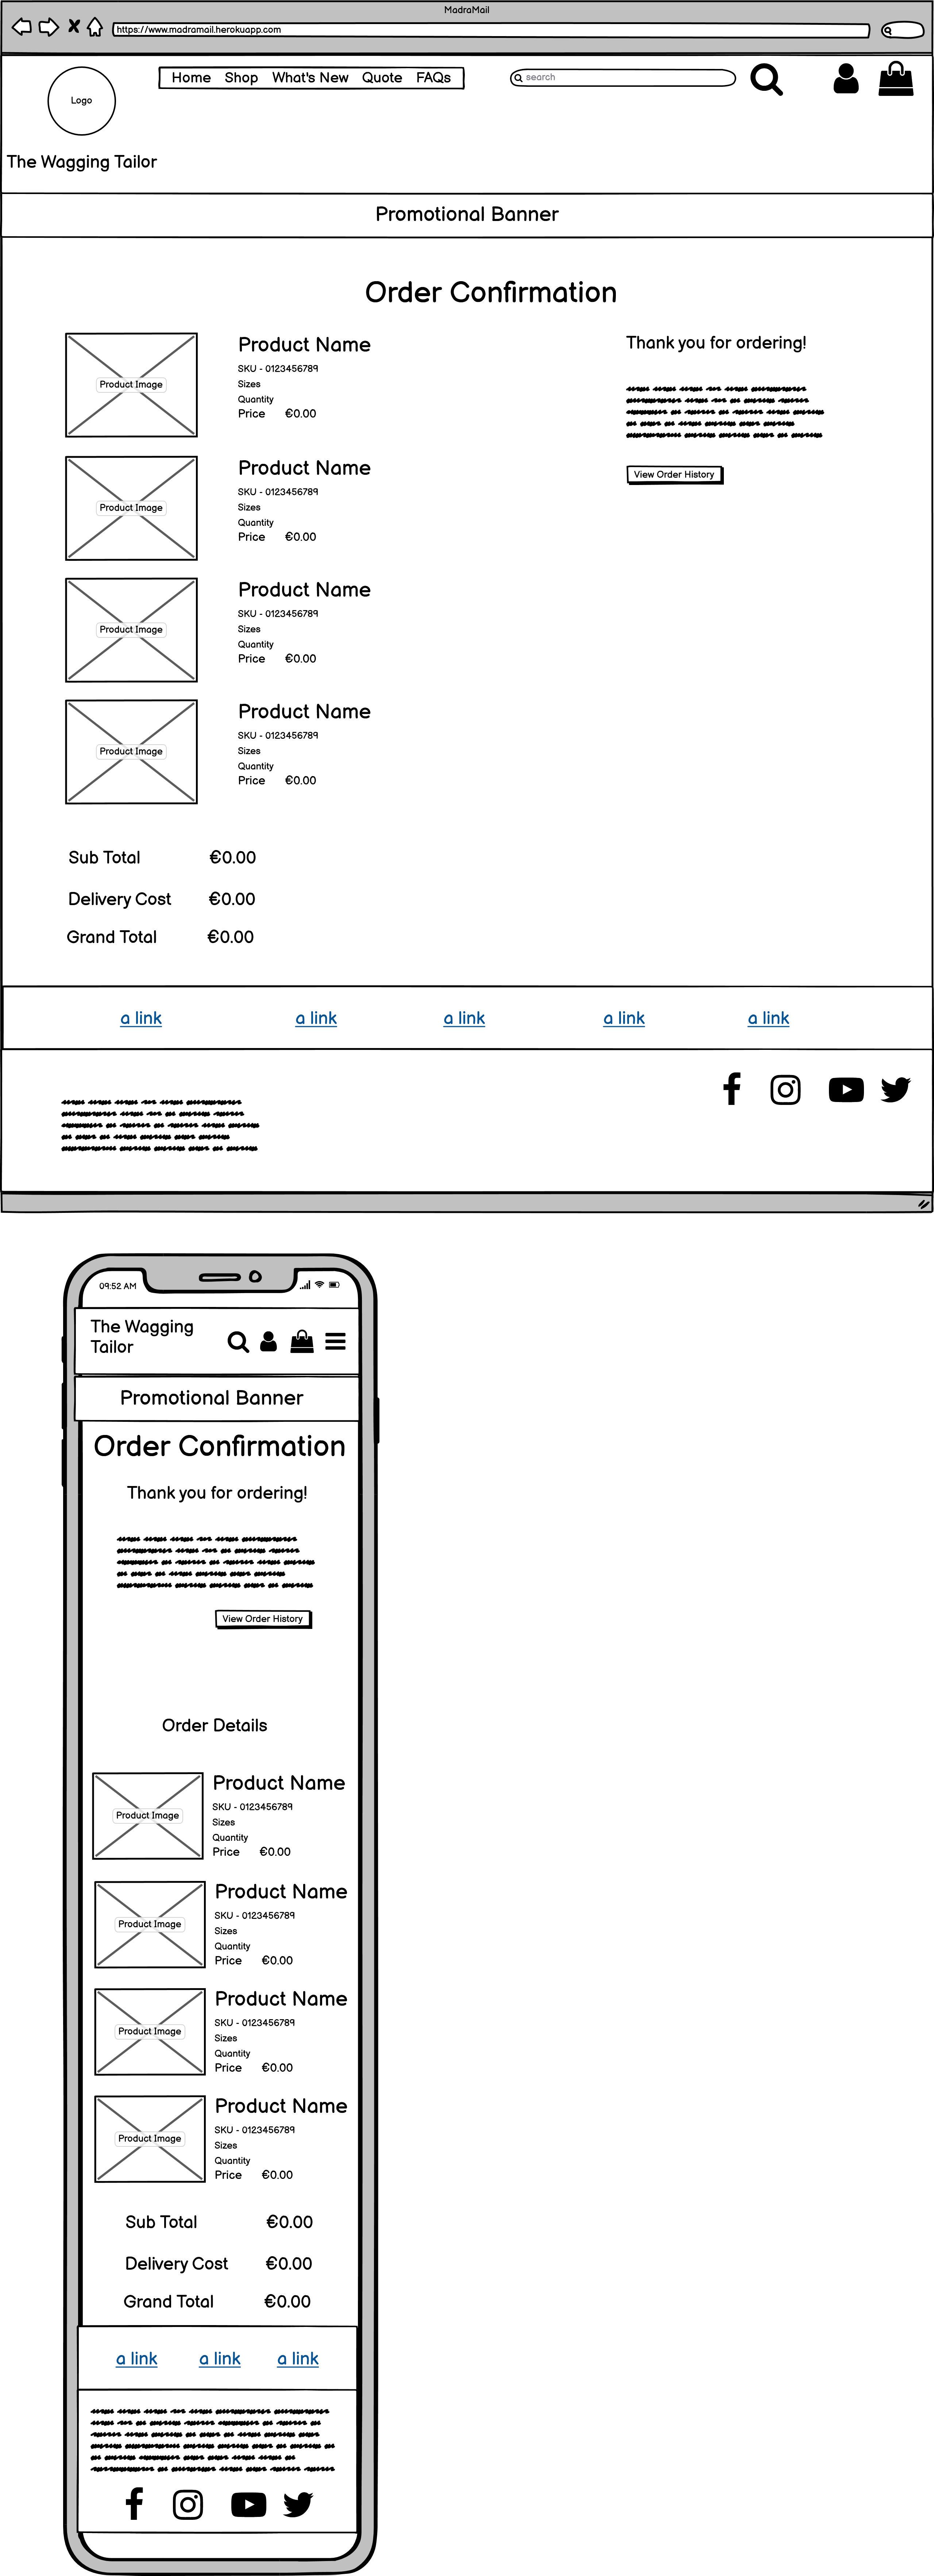 MadraMail
https://www.madramail.herokuapp.com
Logo
Home Shop What's New Quote FAQs
search
The Wagging Tailor
Promotional Banner
Order Confirmation
Product Image
Product Name
SKU - 0123456789
Sizes
Quantity
Price €0.00
Product Image
Product Name
SKU - 0123456789
Sizes
Quantity
Price €0.00
Product Image
Product Name
SKU - 0123456789
Sizes
Quantity
Price €0.00
Product Image
Product Name
SKU - 0123456789
Sizes
Quantity
Price €0.00
Thank you for ordering!
View Order History
Sub Total €0.00
Delivery Cost €0.00
Grand Total €0.00
a link a link a link a link a link
09:52 AM
The Wagging
Tailor
Promotional Banner
Order Confirmation
Thank you for ordering!
View Order History
Order Details
Product Image
Product Name
SKU - 0123456789
Sizes
Quantity
Price €0.00
Product Image
Product Name
SKU - 0123456789
Sizes
Quantity
Price €0.00
Product Image
Product Name
SKU - 0123456789
Sizes
Quantity
Price €0.00
Product Image
Product Name
SKU - 0123456789
Sizes
Quantity
Price €0.00
Sub Total €0.00
Delivery Cost €0.00
Grand Total €0.00
a link a link a link